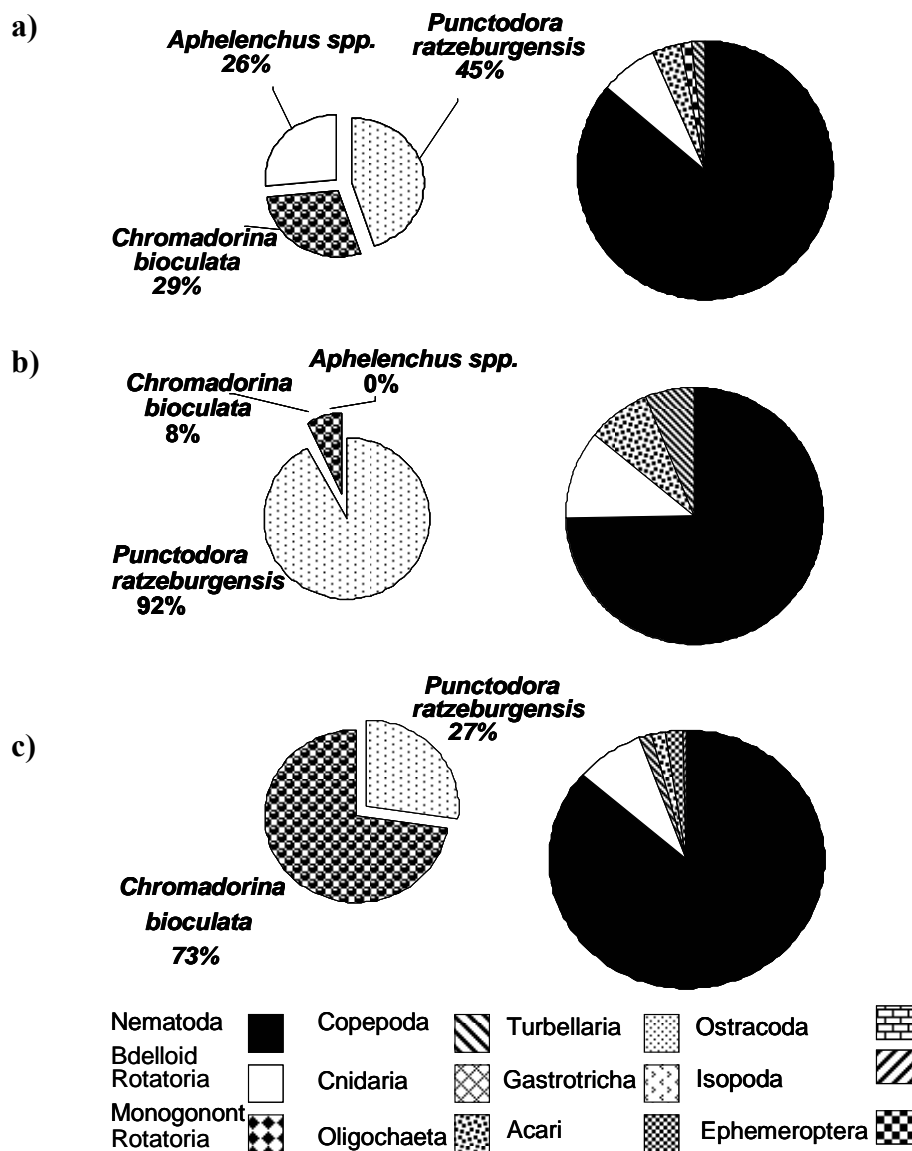 a)
Aphelenchus spp.
26%
Punctodora
ratzeburgensis
45%
Chromadorina
bioculata
29%
b)
Aphelenchus spp.
0%
Chromadorina
bioculata
8%
Punctodora
ratzeburgensis
92%
c)
Punctodora
ratzeburgensis
27%
Chromadorina
bioculata
73%
Nematoda Copepoda Turbellaria Ostracoda
Bdelloid
Rotatoria Cnidaria Gastrotricha Isopoda
Monogonont
Rotatoria Oligochaeta Acari Ephemeroptera